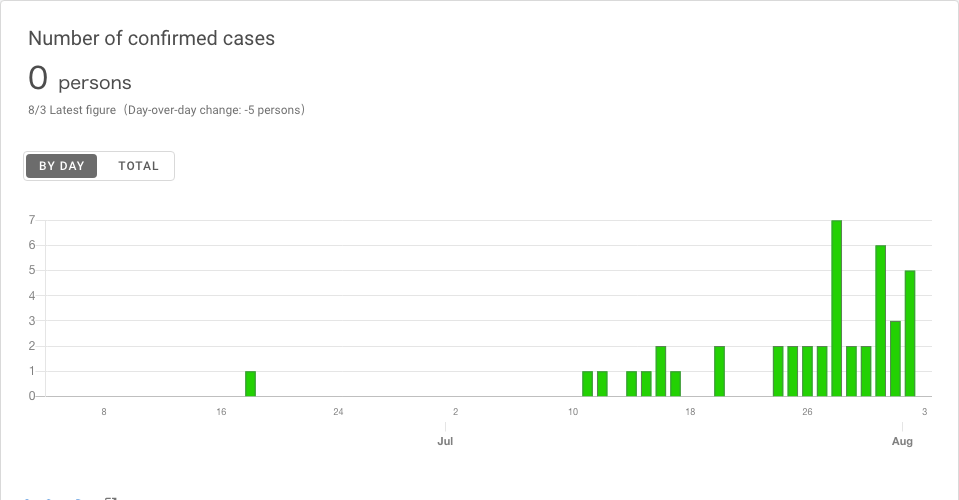 Number of confirmed cases
0 persons
8/3 Latest figure（Day-over-day change: -5 persons）
BY DAY TOTAL
7
6
5
4
3
2
1
0
8 16 24 2 10 18 26 3
Jul Aug